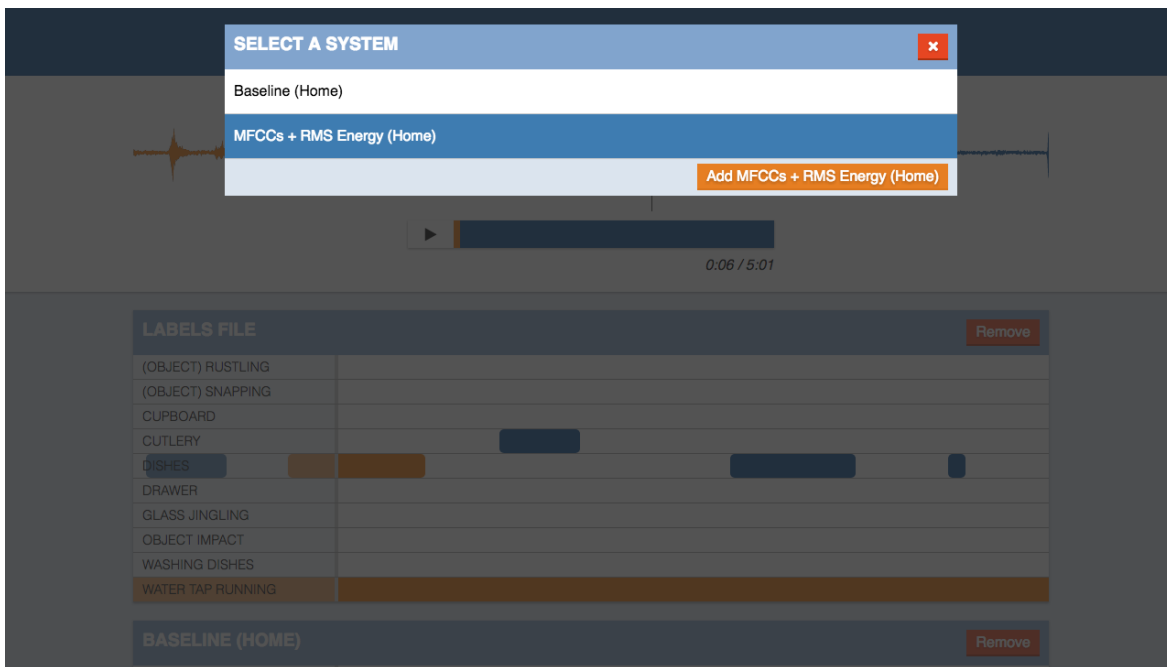 SELECT A SYSTEM
Baseline (Home)
MFCCs + RMS Energy (Home)
Add MFCCs + RMS Energy (Home)
0:06 / 5:01
LABELS FILE
Remove
(OBJECT) RUSTLING
(OBJECT) SNAPPING
CUPBOARD
CUTLERY
DISHES
DRAWER
GLASS JINGLING
OBJECT IMPACT
WASHING DISHES
WATER TAP RUNNING
BASELINE (HOME)
Remove